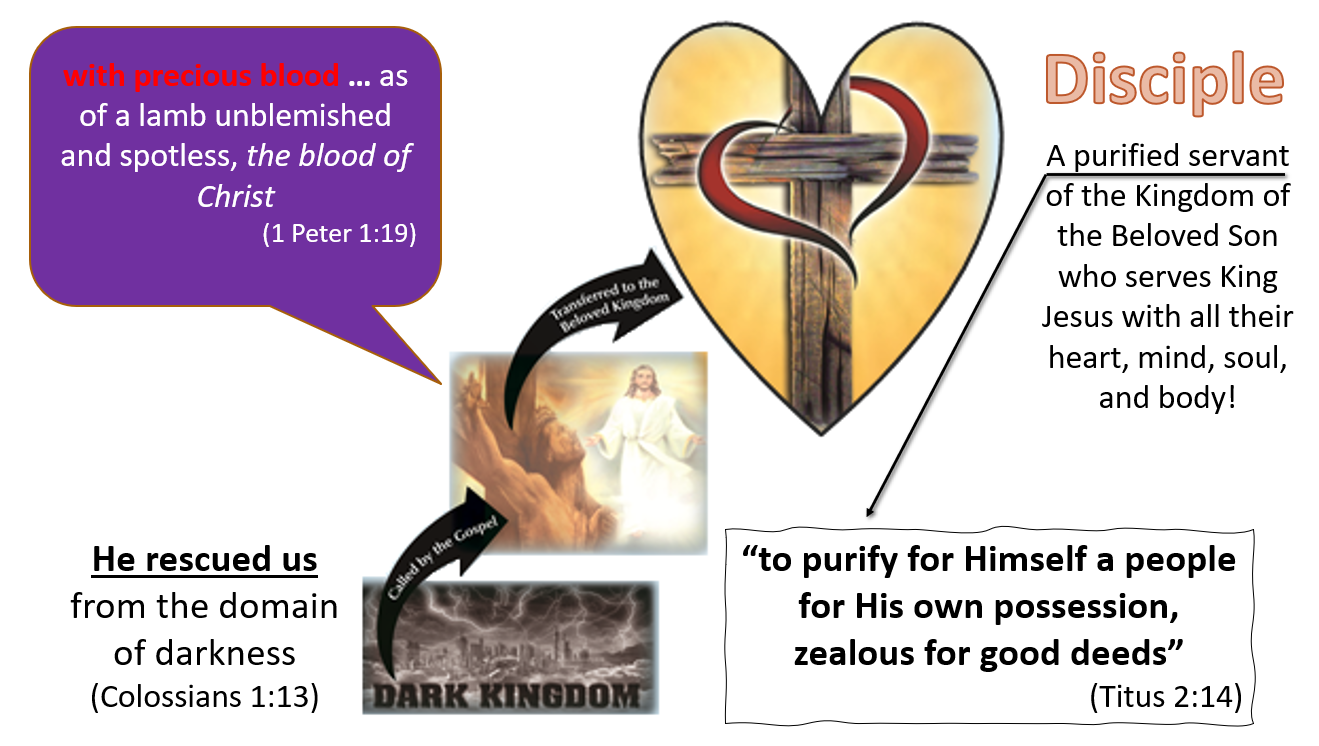 with precious blood ... as
of a lamb unblemished
and spotless, the blood of
Christ
(1 Peter 1:19)
Disciple
A purified servant
of the Kingdom of
the Beloved Son
who serves King
Jesus with all their
heart, mind, soul,
and body!
Transferred to the
Beloved Kingdom
Called by the Gospel
DARK KINGDOM
He rescued us
from the domain
of darkness
(Colossians 1:13)
“to purify for Himself a people
for His own possession,
zealous for good deeds”
(Titus 2:14)